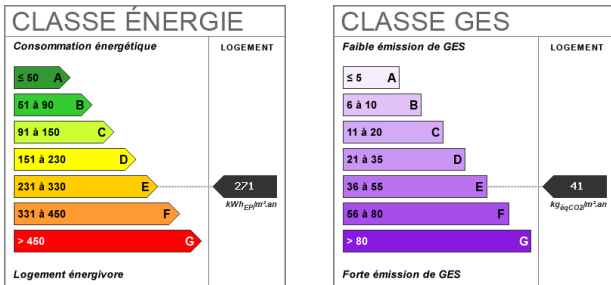 CLASSE ÉNERGIE
Consommation énergétique
LOGEMENT
≤ 50 A
51 à 90 B
91 à 150 C
151 à 230 D
231 à 330 E
271
kWhEP/m².an
331 à 450 F
> 450 G
Logement énergivore
CLASSE GES
Faible émission de GES
LOGEMENT
≤ 5 A
6 à 10 B
11 à 20 C
21 à 35 D
36 à 55 E
41
kgéqCO2/m².an
56 à 80 F
> 80 G
Forte émission de GES